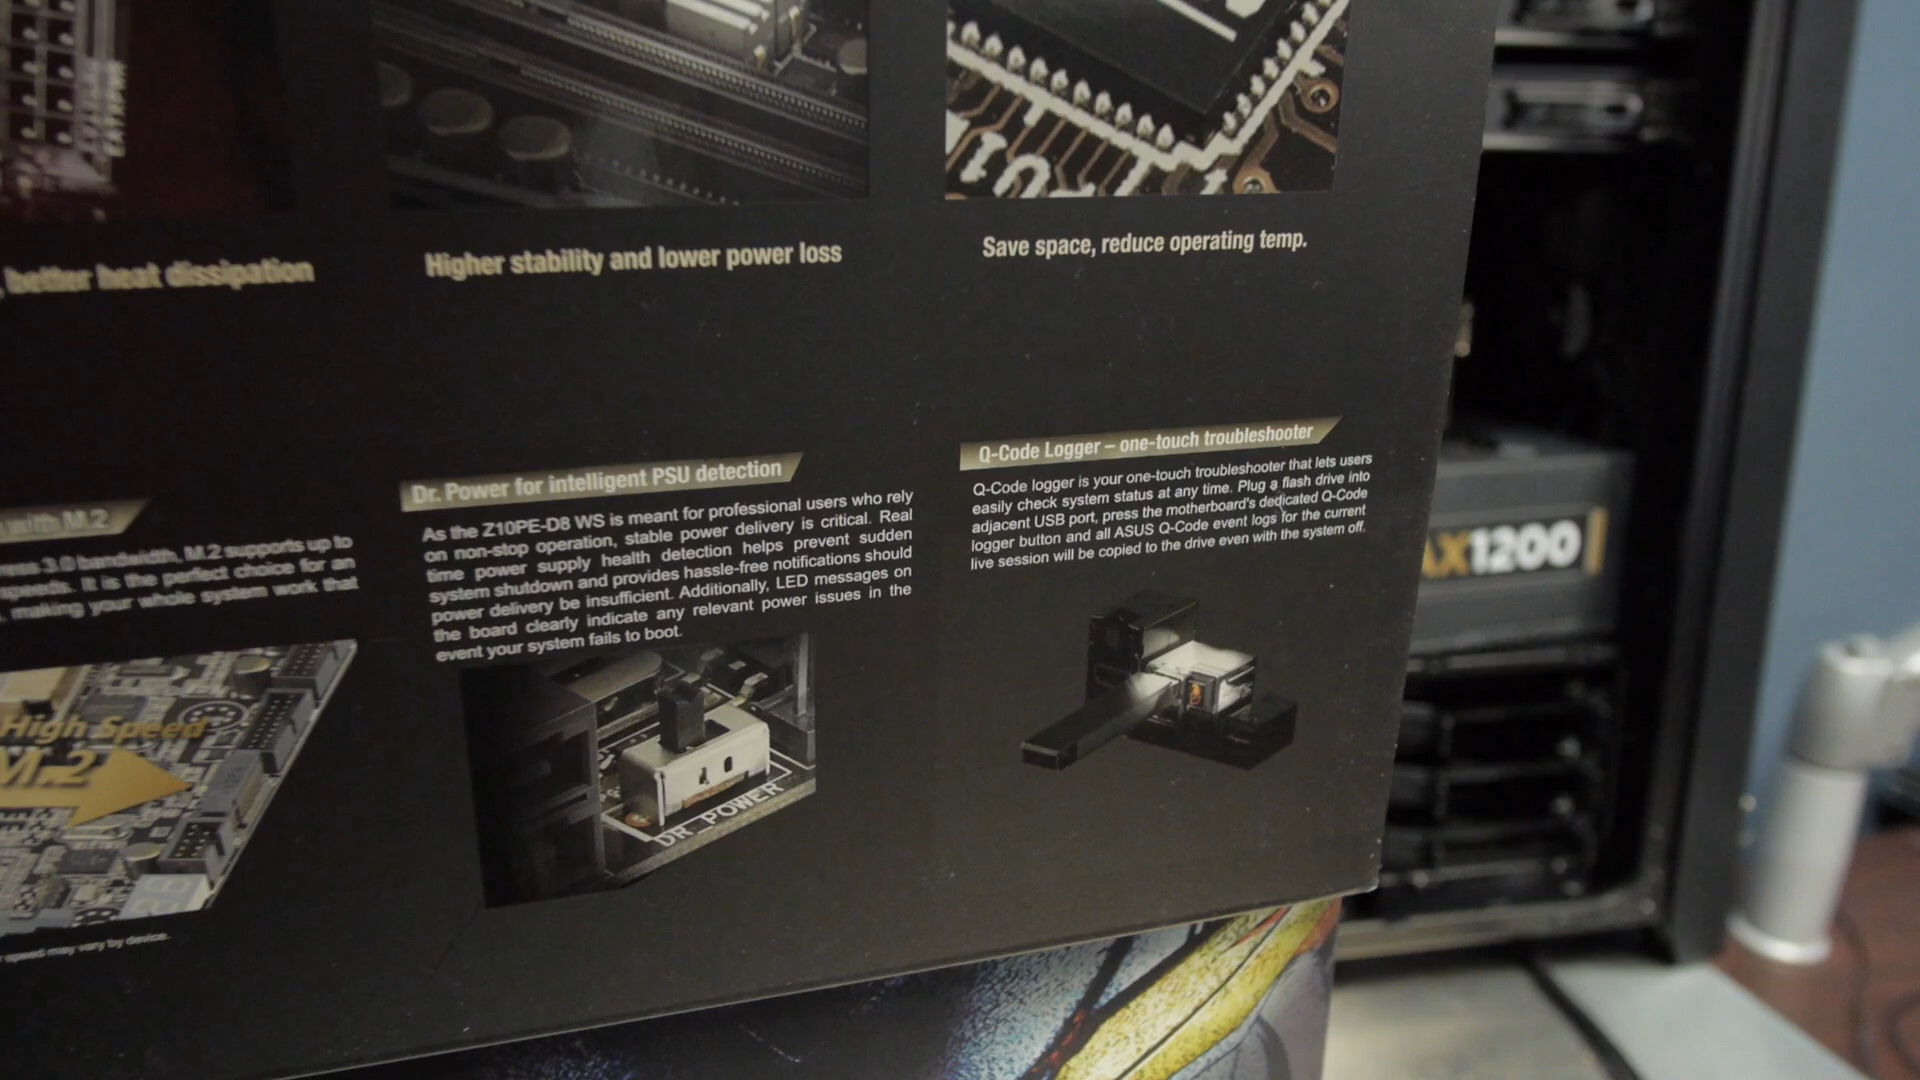 better heat dissipation
Higher stability and lower power loss
Save space, reduce operating temp.
with M.2
3.0 bandwidth, M.2 supports up to
speeds. It is the perfect choice for an
making your whole system work that
High Speed
M.2
speed may vary by device.
Dr. Power for intelligent PSU detection
As the Z10PE-D8 WS is meant for professional users who rely
on non-stop operation, stable power delivery is critical. Real
time power supply health detection helps prevent sudden
system shutdown and provides hassle-free notifications should
power delivery be insufficient. Additionally, LED messages on
the board clearly indicate any relevant power issues in the
event your system fails to boot.
DR_POWER
Q-Code Logger – one-touch troubleshooter
Q-Code logger is your one-touch troubleshooter that lets users
easily check system status at any time. Plug a flash drive into
adjacent USB port, press the motherboard's dedicated Q-Code
logger button and all ASUS Q-Code event logs for the current
live session will be copied to the drive even with the system off.
AX1200